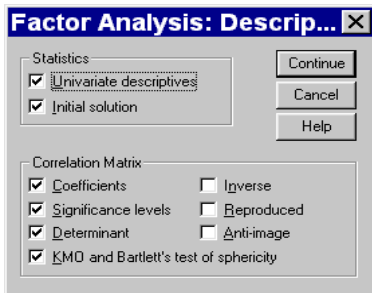 Factor Analysis: Descrip...
Statistics
Univariate descriptives
Initial solution
Continue
Cancel
Help
Correlation Matrix
Coefficients
Inverse
Significance levels
Reproduced
Determinant
Anti-image
KMO and Bartlett's test of sphericity